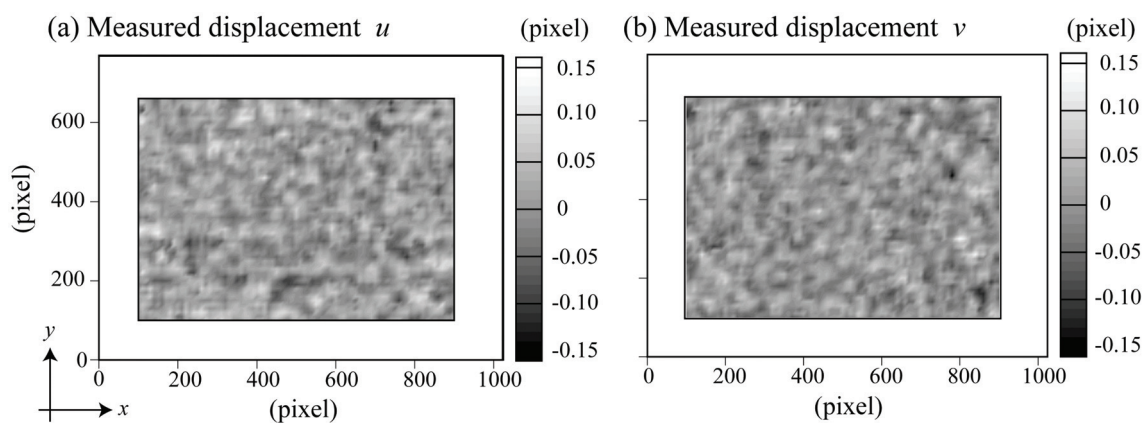 (a) Measured displacement u
(pixel)
0.15
0.10
0.05
0
-0.05
-0.10
-0.15
600
400
200
0
(pixel)
0 200 400 600 800 1000
(pixel)
y
x
(b) Measured displacement v
(pixel)
0.15
0.10
0.05
0
-0.05
-0.10
-0.15
0 200 400 600 800 1000
(pixel)